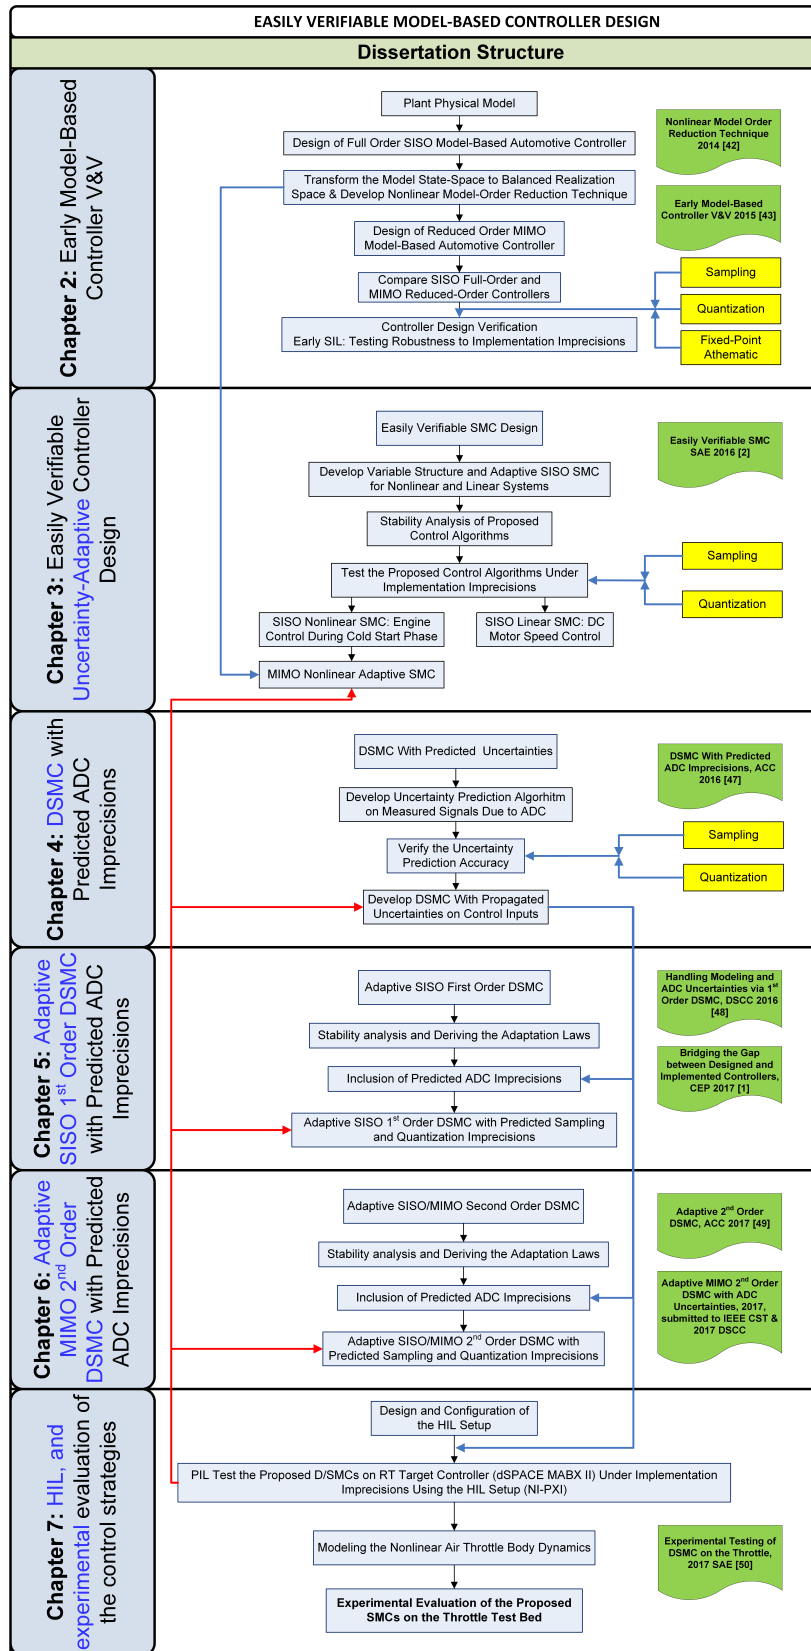 EASILY VERIFIABLE MODEL-BASED CONTROLLER DESIGN
Dissertation Structure
Chapter 2: Early Model-Based
Controller V&V
Plant Physical Model
Design of Full Order SISO Model-Based Automotive Controller
Transform the Model State-Space to Balanced Realization
Space & Develop Nonlinear Model-Order Reduction Technique
Design of Reduced Order MIMO
Model-Based Automotive Controller
Compare SISO Full-Order and
MIMO Reduced-Order Controllers
Controller Design Verification
Early SIL: Testing Robustness to Implementation Imprecisions
Nonlinear Model Order
Reduction Technique
2014 [42]
Early Model-Based
Controller V&V 2015 [43]
Sampling
Quantization
Fixed-Point
Athematic
Chapter 3: Easily Verifiable
Uncertainty-Adaptive Controller
Design
Easily Verifiable SMC Design
Develop Variable Structure and Adaptive SISO SMC
for Nonlinear and Linear Systems
Stability Analysis of Proposed
Control Algorithms
Test the Proposed Control Algorithms Under
Implementation Imprecisions
SISO Nonlinear SMC: Engine
Control During Cold Start Phase
SISO Linear SMC: DC
Motor Speed Control
MIMO Nonlinear Adaptive SMC
Easily Verifiable SMC
SAE 2016 [2]
Sampling
Quantization
Chapter 4: DSMC with
Predicted ADC
Imprecisions
DSMC With Predicted  Uncertainties
Develop Uncertainty Prediction Algorhitm
on Measured Signals Due to ADC
Verify the Uncertainty
Prediction Accuracy
Develop DSMC With Propagated
Uncertainties on Control Inputs
DSMC With Predicted
ADC Imprecisions, ACC
2016 [47]
Sampling
Quantization
Chapter 5: Adaptive
SISO 1st Order DSMC
with Predicted ADC
Imprecisions
Adaptive SISO First Order DSMC
Stability analysis and Deriving the Adaptation Laws
Inclusion of Predicted ADC Imprecisions
Adaptive SISO 1st Order DSMC with Predicted Sampling
and Quantization Imprecisions
Handling Modeling and
ADC Uncertainties via 1st
Order DSMC, DSCC 2016
[48]
Bridging the Gap
between Designed and
Implemented Controllers,
CEP 2017 [1]
Chapter 6: Adaptive
MIMO 2nd Order
DSMC with Predicted
ADC Imprecisions
Adaptive SISO/MIMO Second Order DSMC
Stability analysis and Deriving the Adaptation Laws
Inclusion of Predicted ADC Imprecisions
Adaptive SISO/MIMO 2nd Order DSMC with
Predicted Sampling and Quantization Imprecisions
Adaptive 2nd Order
DSMC, ACC 2017 [49]
Adaptive MIMO 2nd Order
DSMC with ADC
Uncertainties, 2017,
submitted to IEEE CST &
2017 DSCC
Chapter 7: HIL, and
experimental evaluation of
the control strategies
Design and Configuration of
the HIL Setup
PIL Test the Proposed D/SMCs on RT Target Controller (dSPACE MABX II) Under Implementation
Imprecisions Using the HIL Setup (NI-PXI)
Modeling the Nonlinear Air Throttle Body Dynamics
Experimental Evaluation of the Proposed
SMCs on the Throttle Test Bed
Experimental Testing of
DSMC on the Throttle,
2017 SAE [50]